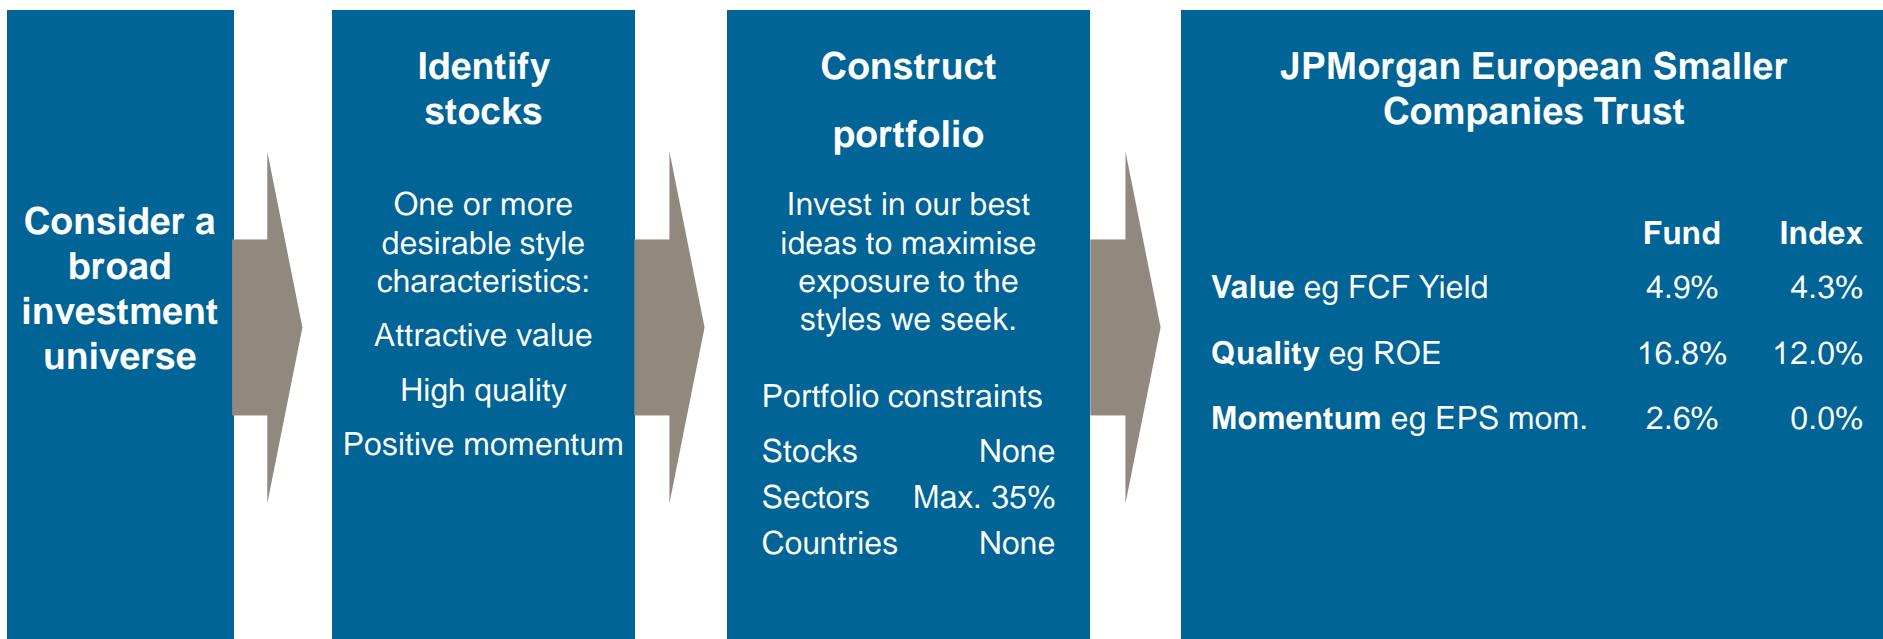 Consider a
broad
investment
universe
Identify
stocks
One or more
desirable style
characteristics:
Attractive value
High quality
Positive momentum
Construct
portfolio
Invest in our best
ideas to maximise
exposure to the
styles we seek.
Portfolio constraints
Stocks None
Sectors Max. 35%
Countries None
JPMorgan European Smaller
Companies Trust
Fund Index
Value eg FCF Yield 4.9% 4.3%
Quality eg ROE 16.8% 12.0%
Momentum eg EPS mom. 2.6% 0.0%